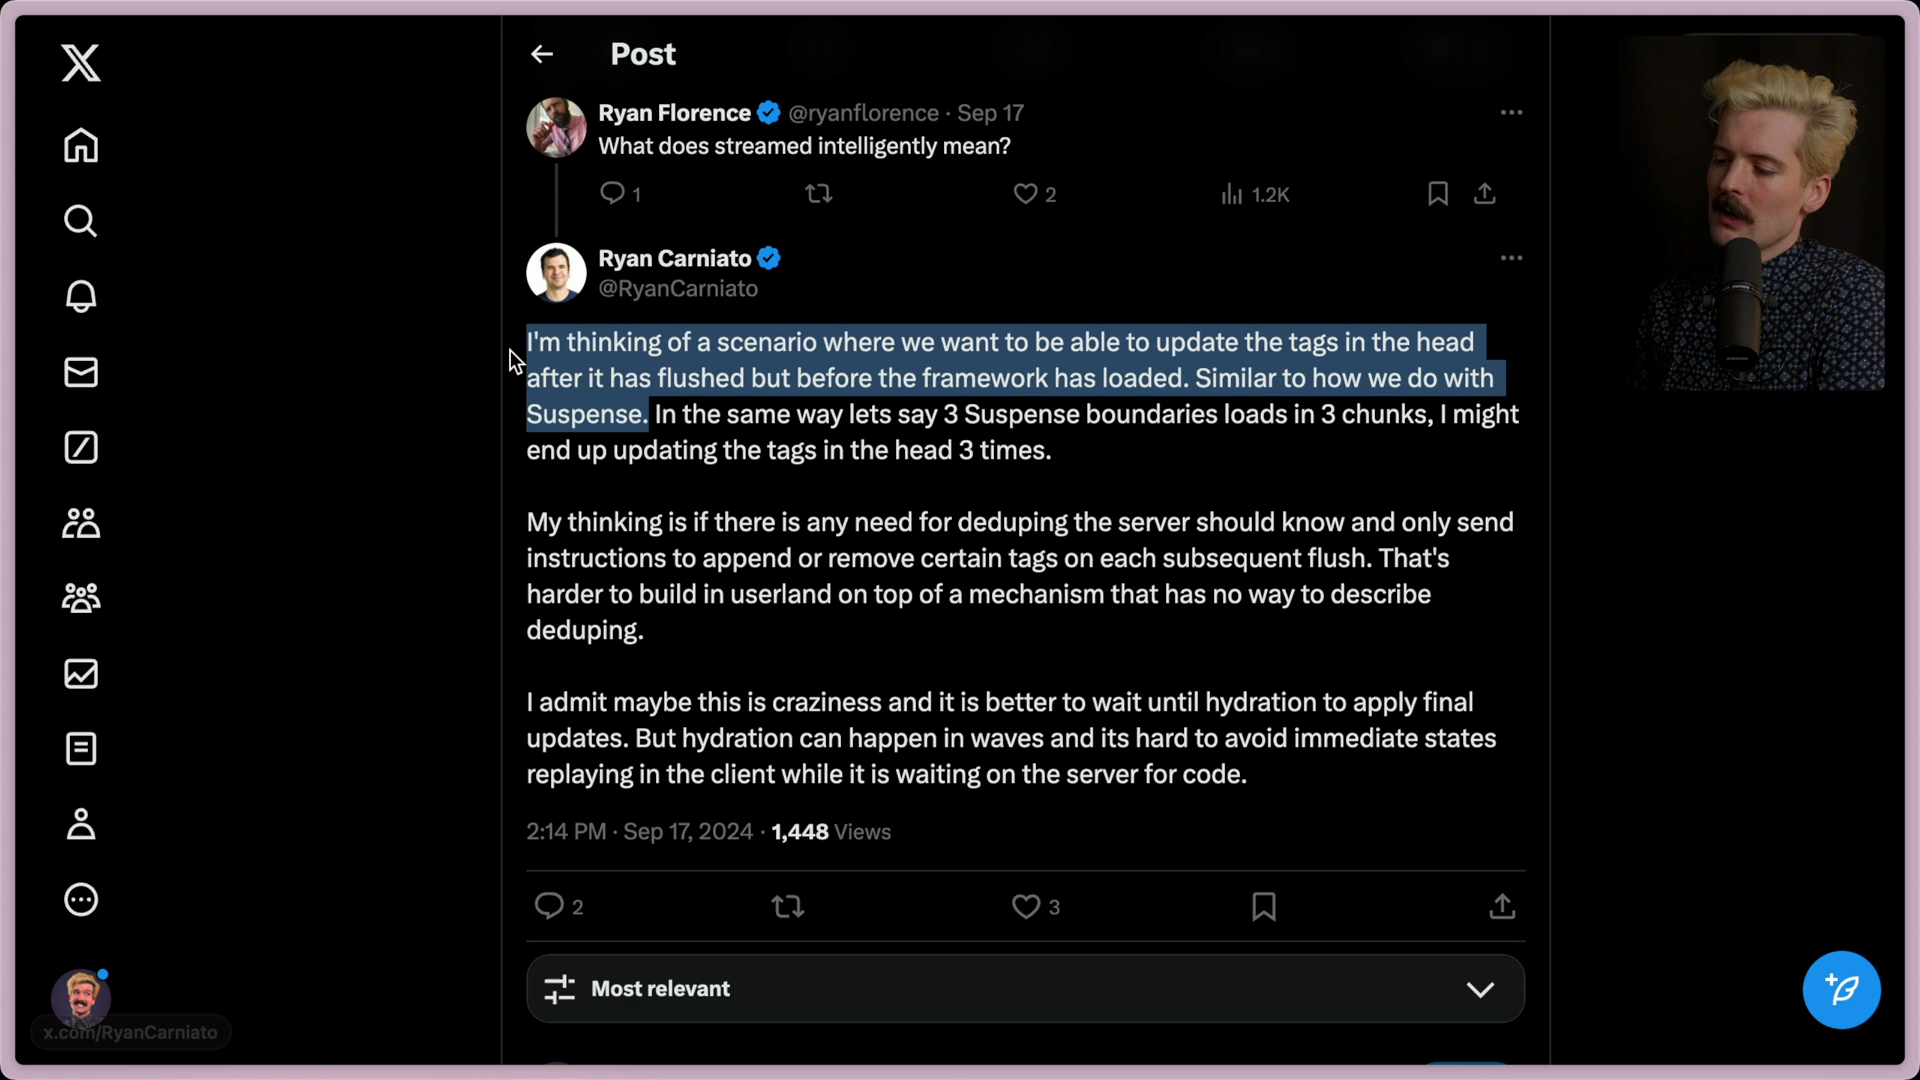 Post
Ryan Florence @ryanflorence · Sep 17
What does streamed intelligently mean?
1 2 1.2K
Ryan Carniato
@RyanCarniato
I'm thinking of a scenario where we want to be able to update the tags in the head
after it has flushed but before the framework has loaded. Similar to how we do with
Suspense. In the same way lets say 3 Suspense boundaries loads in 3 chunks, I might
end up updating the tags in the head 3 times.
My thinking is if there is any need for deduping the server should know and only send
instructions to append or remove certain tags on each subsequent flush. That's
harder to build in userland on top of a mechanism that has no way to describe
deduping.
I admit maybe this is craziness and it is better to wait until hydration to apply final
updates. But hydration can happen in waves and its hard to avoid immediate states
replaying in the client while it is waiting on the server for code.
2:14 PM · Sep 17, 2024 · 1,448 Views
2 3
Most relevant
x.com/RyanCarniato